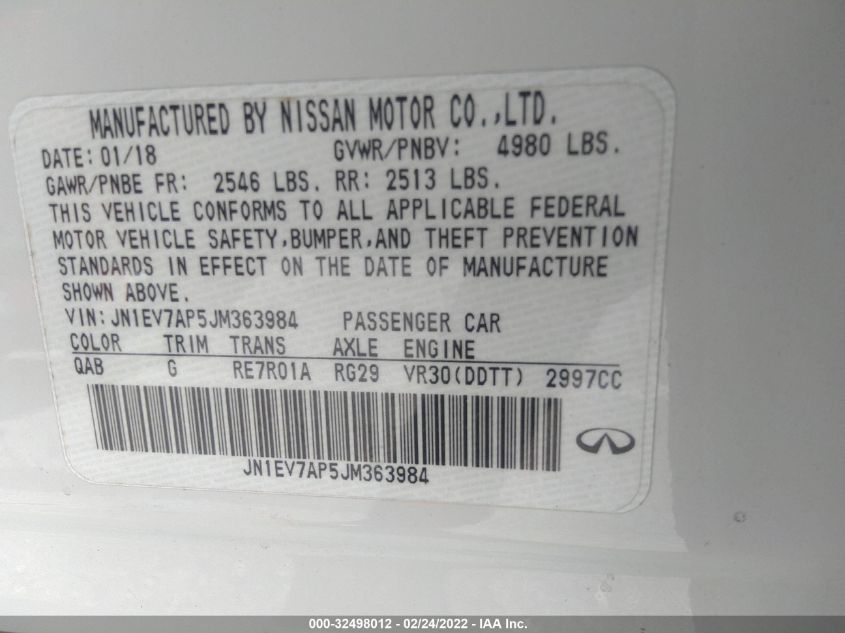 MANUFACTURED BY NISSAN MOTOR CO.,LTD.
DATE: 01/18 GVWR/PNBV: 4980 LBS.
GAWR/PNBE FR: 2546 LBS. RR: 2513 LBS.
THIS VEHICLE CONFORMS TO ALL APPLICABLE FEDERAL
MOTOR VEHICLE SAFETY,BUMPER,AND THEFT PREVENTION
STANDARDS IN EFFECT ON THE DATE OF MANUFACTURE
SHOWN ABOVE.
VIN: JN1EV7AP5JM363984 PASSENGER CAR
COLOR TRIM TRANS AXLE ENGINE
QAB G RE7R01A RG29 VR30(DDTT) 2997CC
JN1EV7AP5JM363984
000-32498012 - 02/24/2022 - IAA Inc.